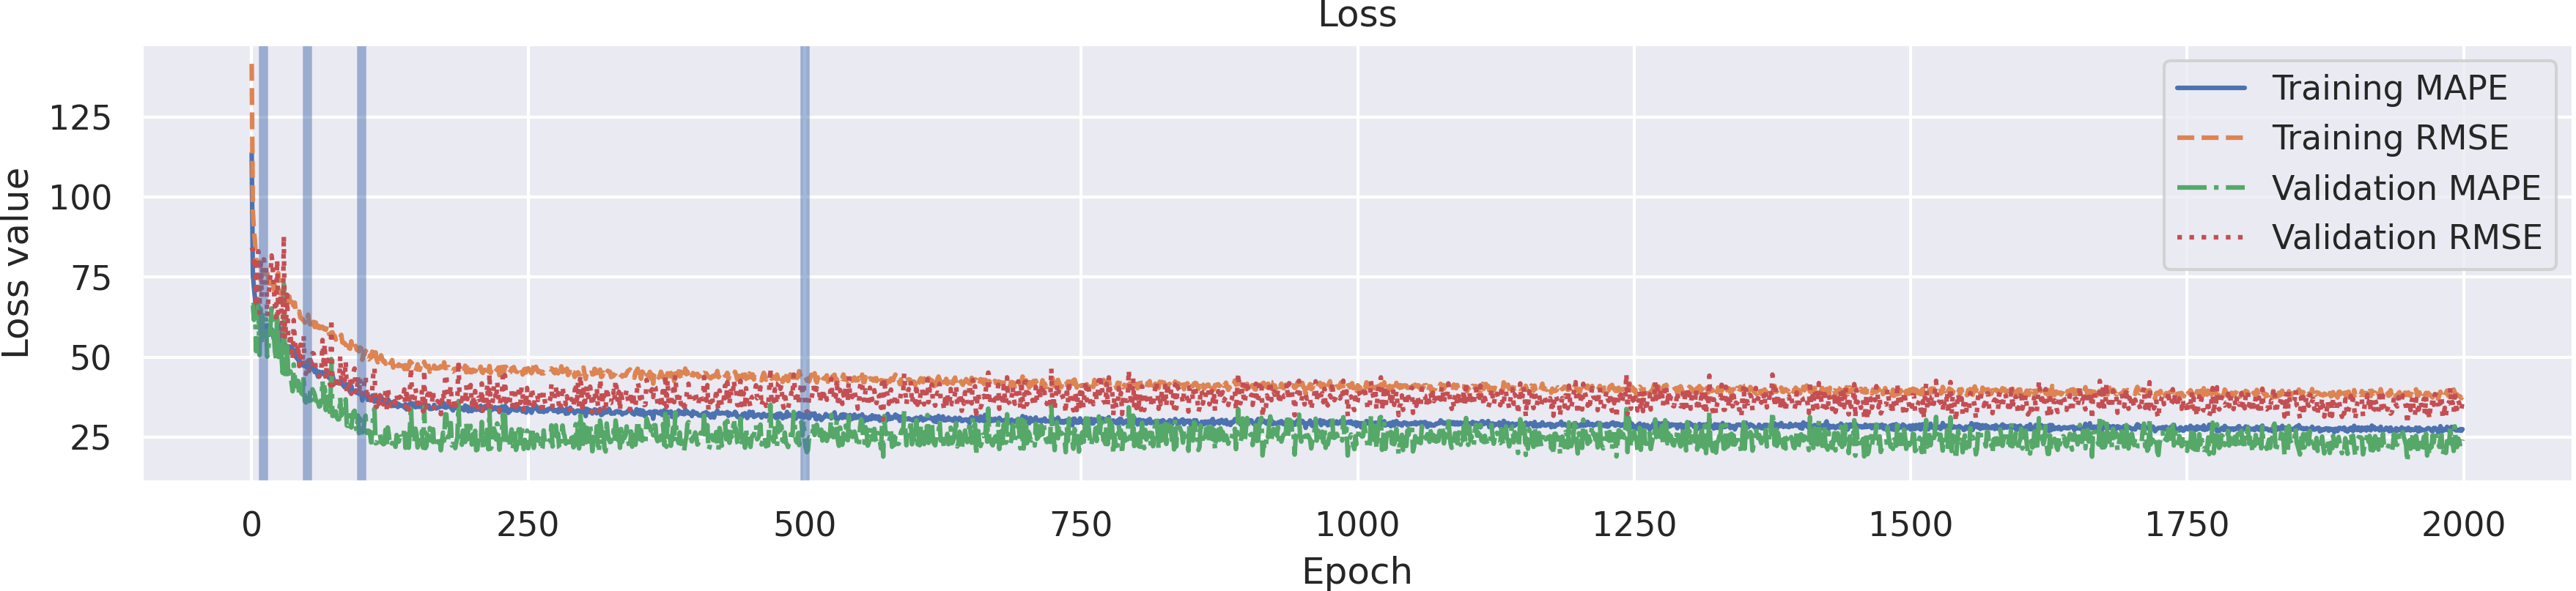 Loss
Loss value
125
100
75
50
25
0 250 500 750 1000 1250 1500 1750 2000
Epoch
Training MAPE
Training RMSE
Validation MAPE
Validation RMSE